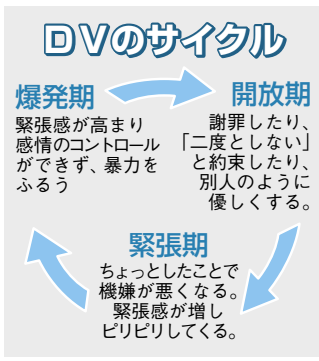 DVのサイクル
爆発期
緊張感が高まり
感情のコントロール
ができず、暴力を
ふるう
開放期
謝罪したり、
「二度としない」
と約束したり、
別人のように
優しくする。
緊張期
ちょっとしたことで
機嫌が悪くなる。
緊張感が増し
ピリピリしてくる。